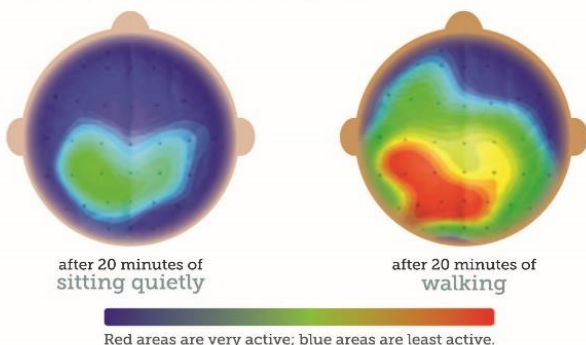 after 20 minutes of
sitting quietly
after 20 minutes of
walking
Red areas are very active; blue areas are least active.